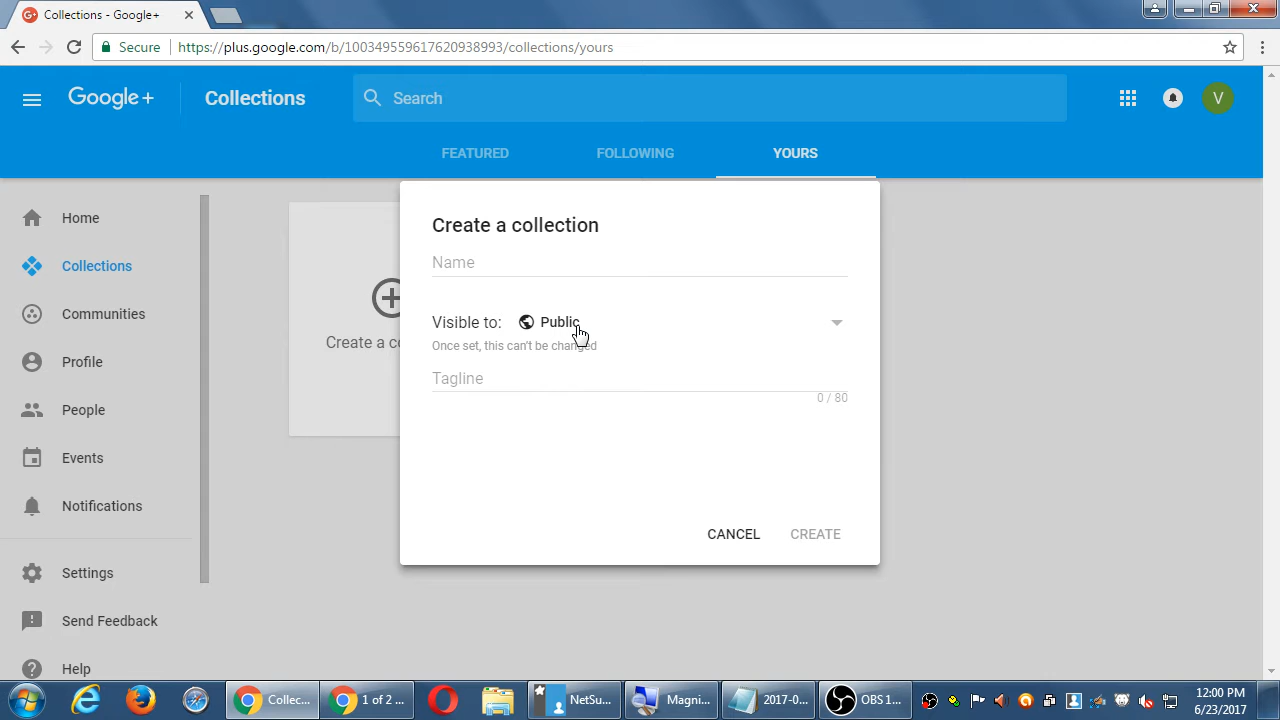 Collections - Google+
Secure
https://plus.google.com/b/100349559617620938993/collections/yours
Google+
Collections
Search
V
FEATURED
FOLLOWING
YOURS
Home
Collections
Communities
Profile
People
Events
Notifications
Settings
Send Feedback
Help
Create a co
Create a collection
Name
Visible to:
Public
Once set, this can't be changed
Tagline
0 / 80
CANCEL
CREATE
Collec...
1 of 2 ...
NetSu...
Magni...
2017-0...
OBS 1...
12:00 PM
6/23/2017